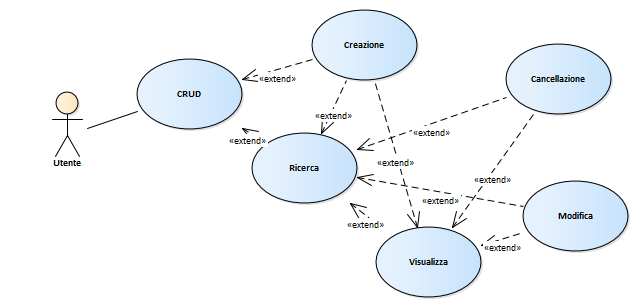 Creazione
Cancellazione
«extend»
CRUD
«extend»
«extend»
«extend»
Utente
«extend»
Ricerca
«extend»
«extend»
Modifica
«extend»
«extend»
Visualizza